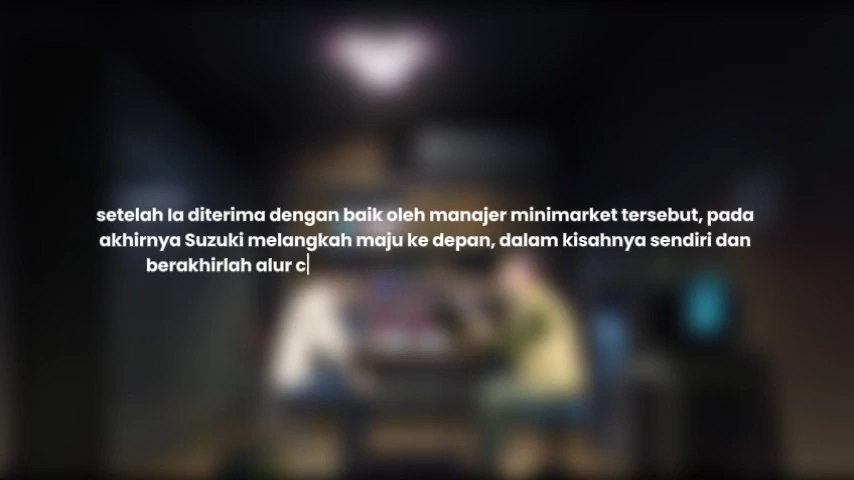 setelah Ia diterima dengan baik oleh manajer minimarket tersebut, pada
akhirnya Suzuki melangkah maju ke depan, dalam kisahnya sendiri dan
berakhirlah alur c